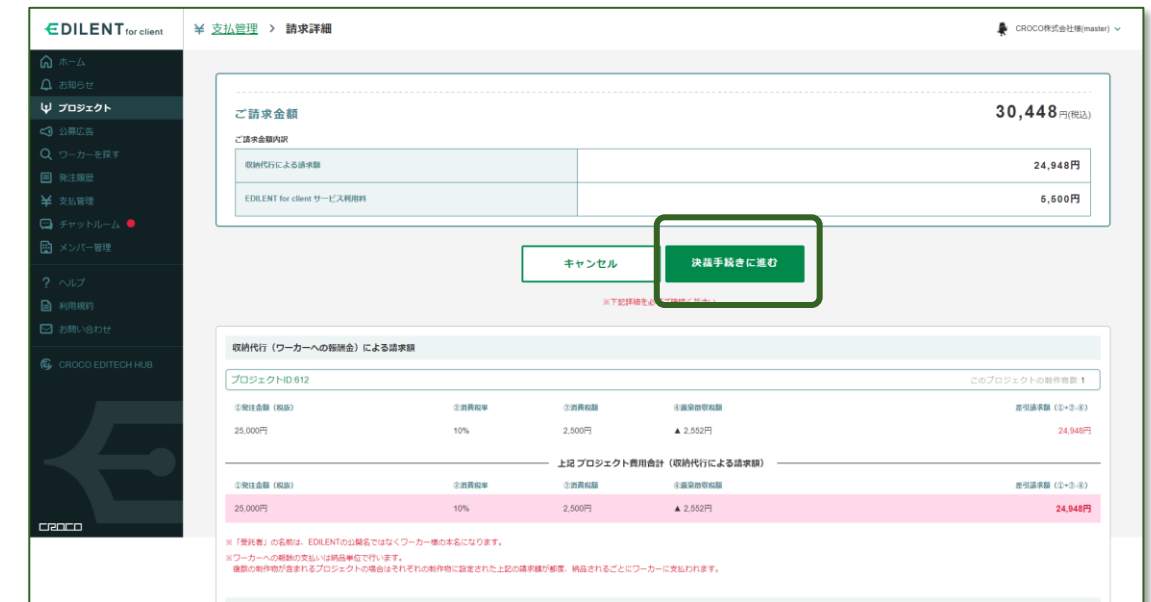 EDILENT for client
¥ 支払管理 > 請求詳細
CROCO株式会社様(master)
ホーム
お知らせ
プロジェクト
公募広告
ワーカーを探す
発注履歴
支払管理
チャットルーム
メンバー管理
ヘルプ
利用規約
お問い合わせ
CROCO EDITECH HUB
CROCO
ご請求金額 30,448円(税込)
ご請求金額内訳
収納代行による請求額 24,948円
EDILENT for client サービス利用料 5,500円
キャンセル 決裁手続きに進む
※下記詳細を必ずご確認ください
収納代行（ワーカーへの報酬金）による請求額
プロジェクトID:612 このプロジェクトの制作物数:1
①発注金額（税抜） ②消費税率 ③消費税額 ④源泉徴収税額 差引請求額（①+③-④）
25,000円 10% 2,500円 ▲ 2,552円 24,948円
上記 プロジェクト費用合計（収納代行による請求額）
①発注金額（税抜） ②消費税率 ③消費税額 ④源泉徴収税額 差引請求額（①+③-④）
25,000円 10% 2,500円 ▲ 2,552円 24,948円
※「受託者」の名前は、EDILENTの公開名ではなくワーカー様の本名になります。
※ワーカーへの報酬の支払いは納品単位で行います。
複数の制作物が含まれるプロジェクトの場合はそれぞれの制作物に設定された上記の請求額が都度、納品されるごとにワーカーに支払われます。